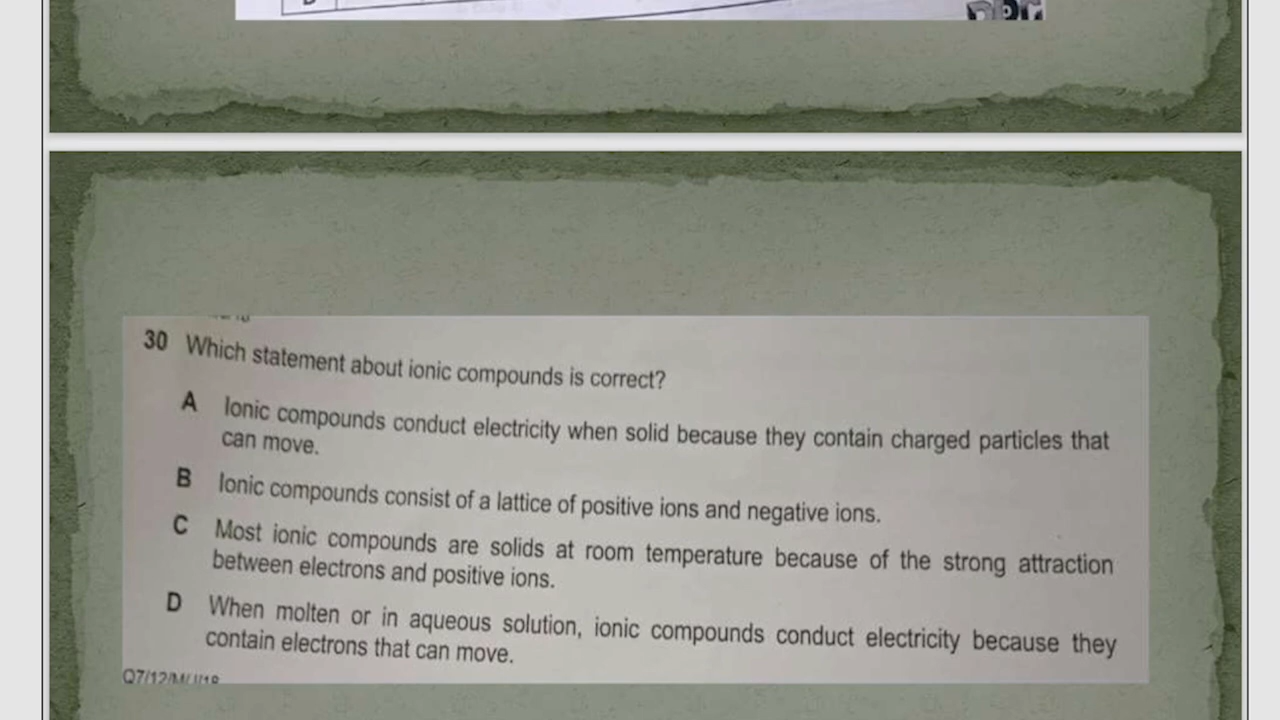 30 Which statement about ionic compounds is correct?
A Ionic compounds conduct electricity when solid because they contain charged particles that
can move.
B Ionic compounds consist of a lattice of positive ions and negative ions.
C Most ionic compounds are solids at room temperature because of the strong attraction
between electrons and positive ions.
D When molten or in aqueous solution, ionic compounds conduct electricity because they
contain electrons that can move.